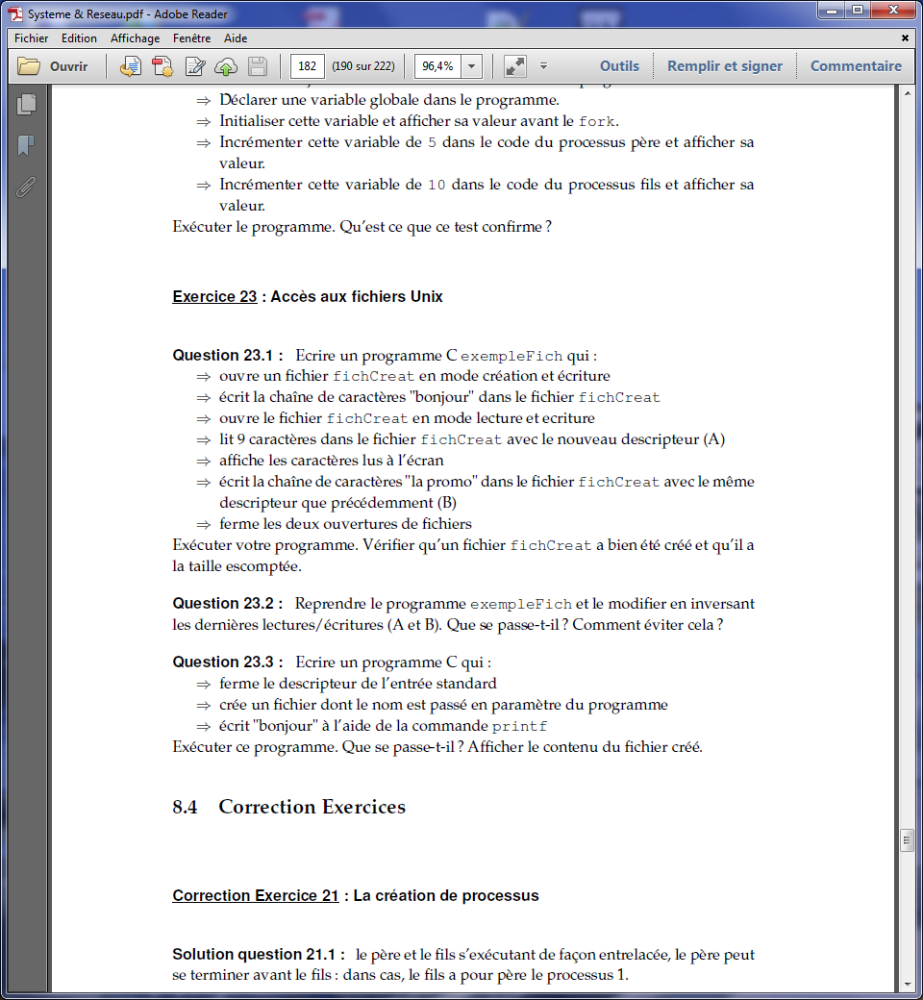 Systeme & Reseau.pdf - Adobe Reader
Fichier Edition Affichage Fenêtre Aide
Ouvrir 182 (190 sur 222) 96,4% Outils Remplir et signer Commentaire
⇒ Déclarer une variable globale dans le programme.
⇒ Initialiser cette variable et afficher sa valeur avant le fork.
⇒ Incrémenter cette variable de 5 dans le code du processus père et afficher sa
valeur.
⇒ Incrémenter cette variable de 10 dans le code du processus fils et afficher sa
valeur.
Exécuter le programme. Qu'est ce que ce test confirme ?
Exercice 23 : Accès aux fichiers Unix
Question 23.1 : Ecrire un programme C exempleFich qui :
⇒ ouvre un fichier fichCreat en mode création et écriture
⇒ écrit la chaîne de caractères "bonjour" dans le fichier fichCreat
⇒ ouvre le fichier fichCreat en mode lecture et ecriture
⇒ lit 9 caractères dans le fichier fichCreat avec le nouveau descripteur (A)
⇒ affiche les caractères lus à l'écran
⇒ écrit la chaîne de caractères "la promo" dans le fichier fichCreat avec le même
descripteur que précédemment (B)
⇒ ferme les deux ouvertures de fichiers
Exécuter votre programme. Vérifier qu'un fichier fichCreat a bien été créé et qu'il a
la taille escomptée.
Question 23.2 : Reprendre le programme exempleFich et le modifier en inversant
les dernières lectures/écritures (A et B). Que se passe-t-il ? Comment éviter cela ?
Question 23.3 : Ecrire un programme C qui :
⇒ ferme le descripteur de l'entrée standard
⇒ crée un fichier dont le nom est passé en paramètre du programme
⇒ écrit "bonjour" à l'aide de la commande printf
Exécuter ce programme. Que se passe-t-il ? Afficher le contenu du fichier créé.
8.4 Correction Exercices
Correction Exercice 21 : La création de processus
Solution question 21.1 : le père et le fils s'exécutant de façon entrelacée, le père peut
se terminer avant le fils : dans cas, le fils a pour père le processus 1.